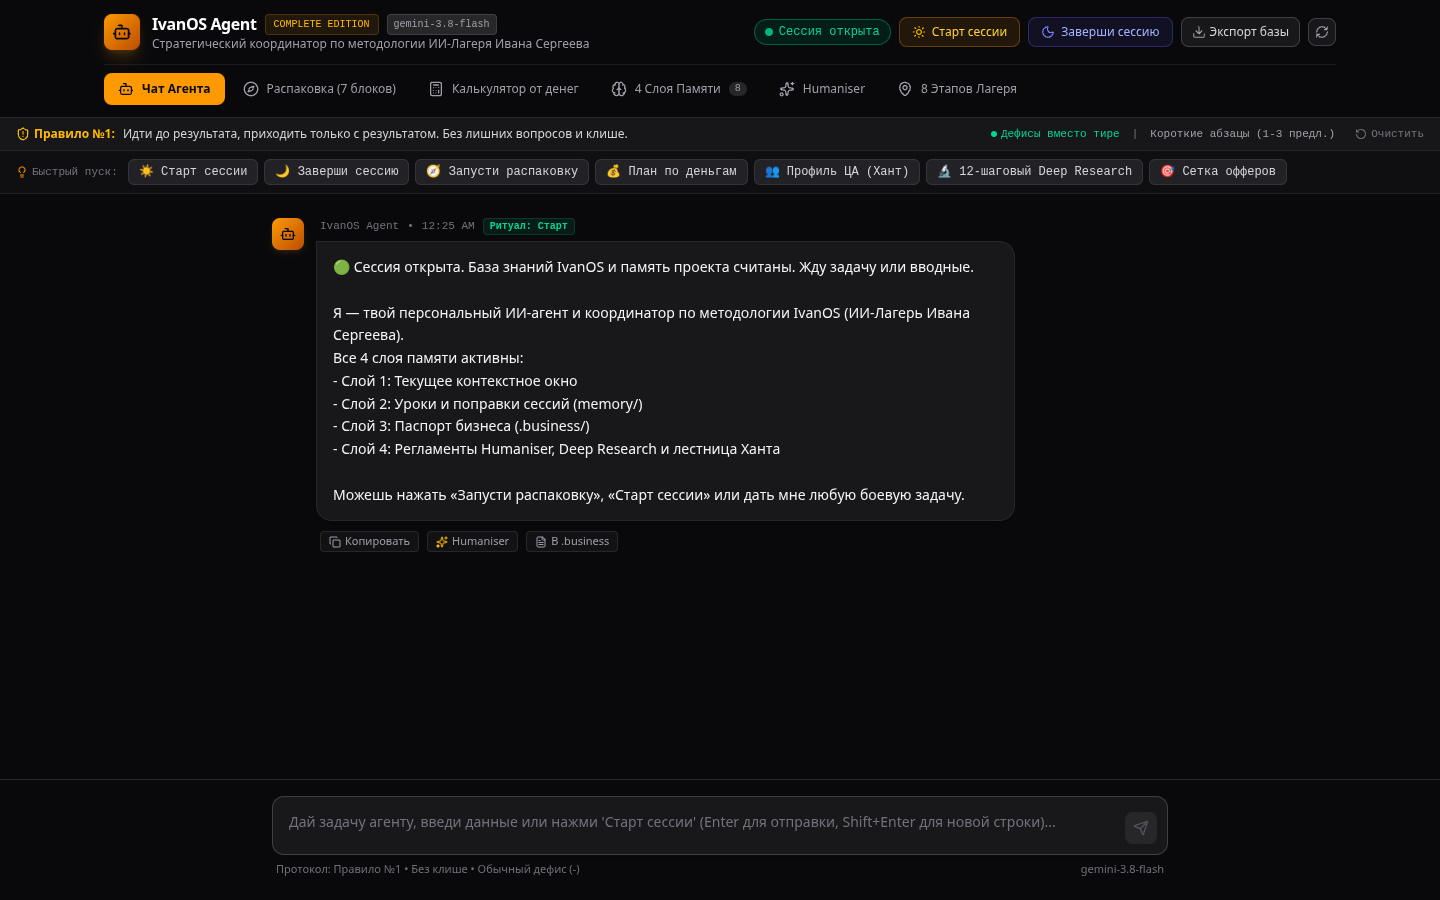 IvanOS Agent COMPLETE EDITION gemini-3.8-flash
Стратегический координатор по методологии ИИ-Лагеря Ивана Сергеева
Сессия открыта Старт сессии Заверши сессию Экспорт базы
Чат Агента Распаковка (7 блоков) Калькулятор от денег 4 Слоя Памяти 8 Humaniser 8 Этапов Лагеря
Правило №1: Идти до результата, приходить только с результатом. Без лишних вопросов и клише.
Дефисы вместо тире | Короткие абзацы (1-3 предл.) Очистить
Быстрый пуск: ☀️ Старт сессии 🌙 Заверши сессию 🧭 Запусти распаковку 💰 План по деньгам 👥 Профиль ЦА (Хант) 🔬 12-шаговый Deep Research 🎯 Сетка офферов
IvanOS Agent • 12:25 AM Ритуал: Старт
🟢 Сессия открыта. База знаний IvanOS и память проекта считаны. Жду задачу или вводные.
Я — твой персональный ИИ-агент и координатор по методологии IvanOS (ИИ-Лагерь Ивана
Сергеева).
Все 4 слоя памяти активны:
- Слой 1: Текущее контекстное окно
- Слой 2: Уроки и поправки сессий (memory/)
- Слой 3: Паспорт бизнеса (.business/)
- Слой 4: Регламенты Humaniser, Deep Research и лестница Ханта
Можешь нажать «Запусти распаковку», «Старт сессии» или дать мне любую боевую задачу.
Копировать Humaniser В .business
Дай задачу агенту, введи данные или нажми 'Старт сессии' (Enter для отправки, Shift+Enter для новой строки)...
Протокол: Правило №1 • Без клише • Обычный дефис (-)
gemini-3.8-flash